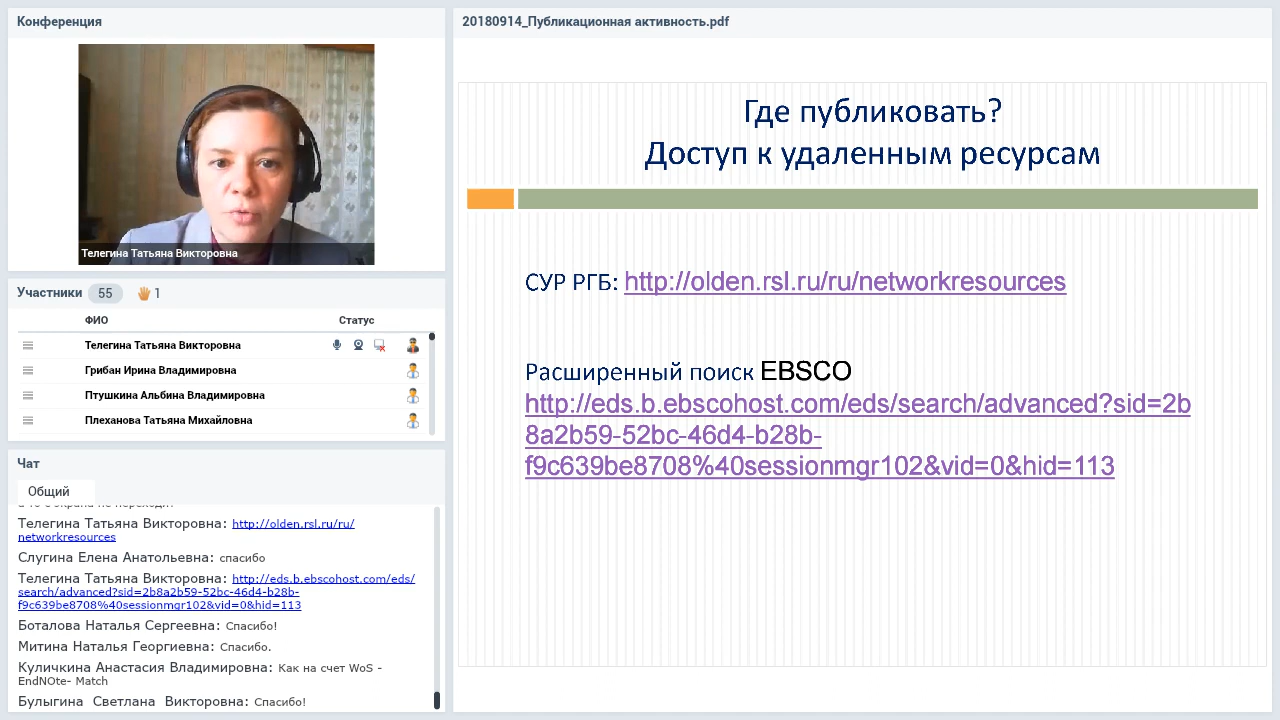 Конференция
Телегина Татьяна Викторовна
Участники 55 1
ФИО Статус
Телегина Татьяна Викторовна
Грибан Ирина Владимировна
Птушкина Альбина Владимировна
Плеханова Татьяна Михайловна
Чат
Общий
Телегина Татьяна Викторовна: http://olden.rsl.ru/ru/
networkresources
Слугина Елена Анатольевна: спасибо
Телегина Татьяна Викторовна: http://eds.b.ebscohost.com/eds/
search/advanced?sid=2b8a2b59-52bc-46d4-b28b-
f9c639be8708%40sessionmgr102&vid=0&hid=113
Боталова Наталья Сергеевна: Спасибо!
Митина Наталья Георгиевна: Спасибо.
Куличкина Анастасия Владимировна: Как на счет WoS -
EndNOte- Match
Булыгина Светлана Викторовна: Спасибо!
20180914_Публикационная активность.pdf
Где публиковать?
Доступ к удаленным ресурсам
СУР РГБ: http://olden.rsl.ru/ru/networkresources
Расширенный поиск EBSCO
http://eds.b.ebscohost.com/eds/search/advanced?sid=2b
8a2b59-52bc-46d4-b28b-
f9c639be8708%40sessionmgr102&vid=0&hid=113